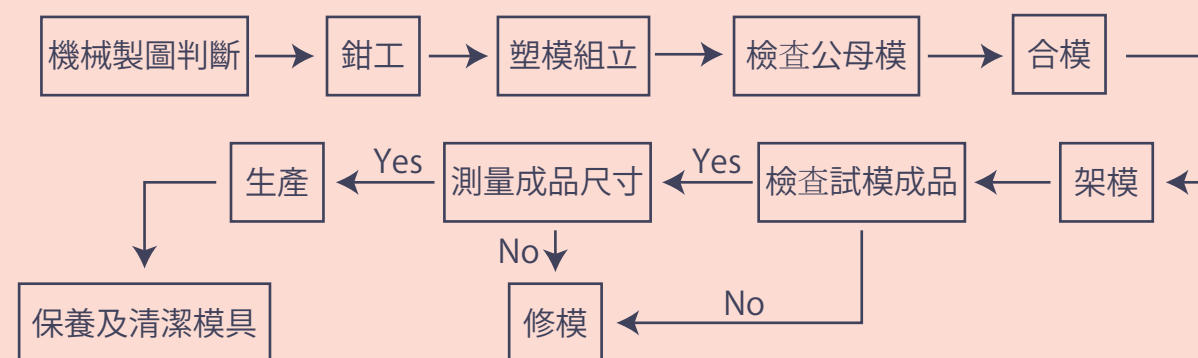 機械製圖判斷
鉗工
塑模組立
檢查公母模
合模
架模
檢查試模成品
Yes
測量成品尺寸
Yes
生產
No
No
保養及清潔模具
修模